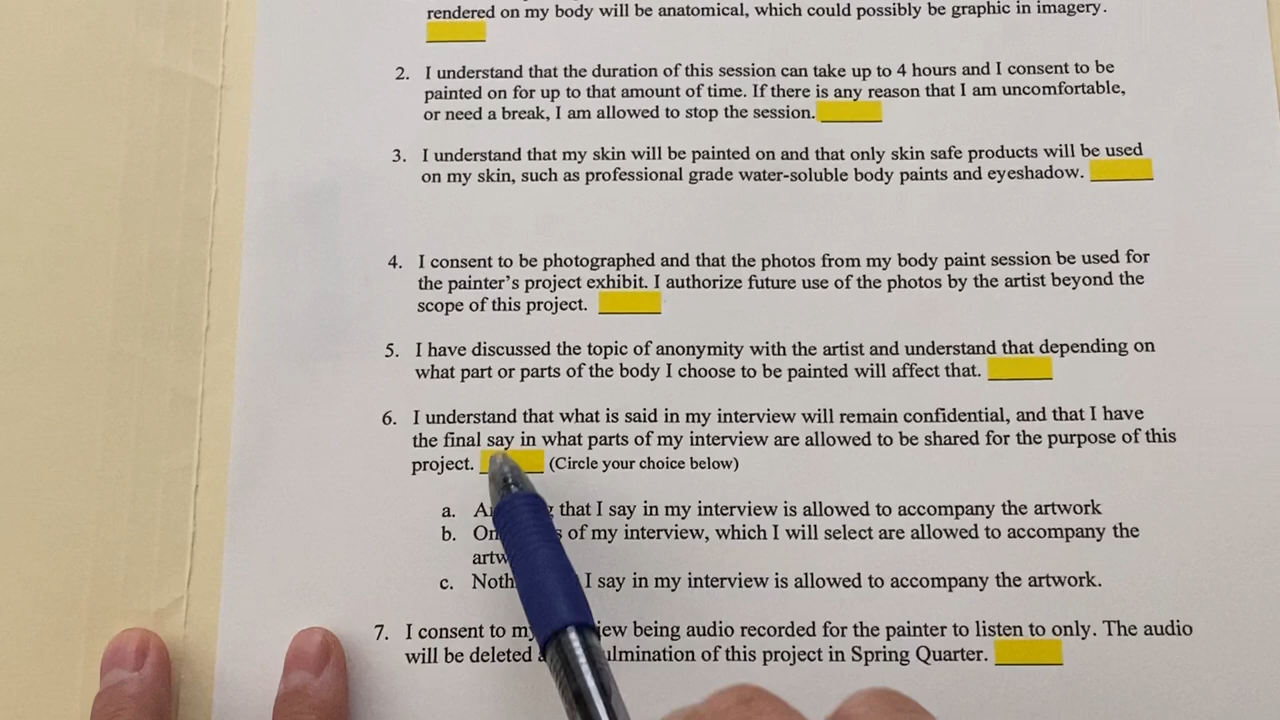 rendered on my body will be anatomical, which could possibly be graphic in imagery.
2. I understand that the duration of this session can take up to 4 hours and I consent to be
painted on for up to that amount of time. If there is any reason that I am uncomfortable,
or need a break, I am allowed to stop the session.
3. I understand that my skin will be painted on and that only skin safe products will be used
on my skin, such as professional grade water-soluble body paints and eyeshadow.
4. I consent to be photographed and that the photos from my body paint session be used for
the painter's project exhibit. I authorize future use of the photos by the artist beyond the
scope of this project.
5. I have discussed the topic of anonymity with the artist and understand that depending on
what part or parts of the body I choose to be painted will affect that.
6. I understand that what is said in my interview will remain confidential, and that I have
the final say in what parts of my interview are allowed to be shared for the purpose of this
project. (Circle your choice below)
a. that I say in my interview is allowed to accompany the artwork
b. of my interview, which I will select are allowed to accompany the
c. I say in my interview is allowed to accompany the artwork.
7. I consent to being audio recorded for the painter to listen to only. The audio
will be deleted of this project in Spring Quarter.